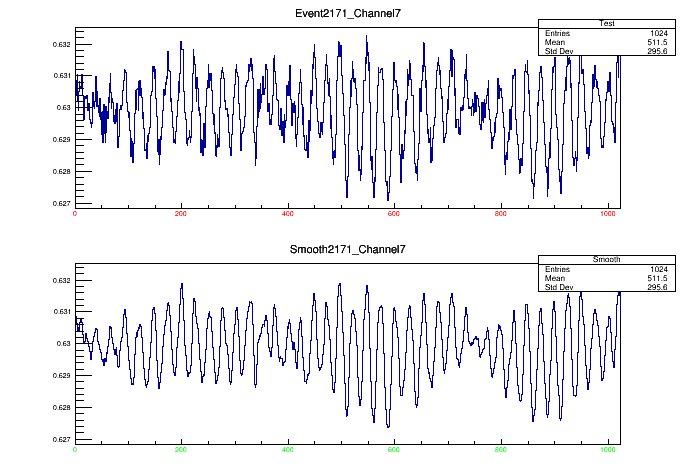 Event2171_Channel7
Test
Entries 1024
Mean 511.5
Std Dev 295.6
0.632
0.631
0.63
0.629
0.628
0.627
0 200 400 600 800 1000
Smooth2171_Channel7
Smooth
Entries 1024
Mean 511.5
Std Dev 295.6
0.632
0.631
0.63
0.629
0.628
0.627
0 200 400 600 800 1000